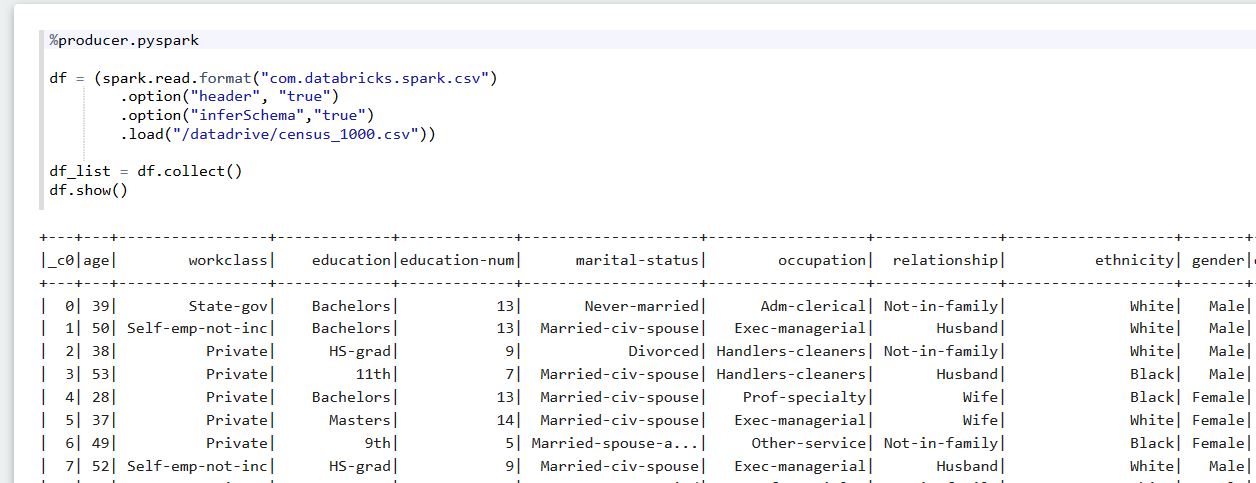 %producer.pyspark
df = (spark.read.format("com.databricks.spark.csv")
.option("header", "true")
.option("inferSchema","true")
.load("/datadrive/census_1000.csv"))
df_list = df.collect()
df.show()
+---+---+----------------+------------+-------------+--------------------+-----------------+--------------+------------------+------+
|_c0|age| workclass| education|education-num| marital-status| occupation| relationship| ethnicity| gender|
+---+---+----------------+------------+-------------+--------------------+-----------------+--------------+------------------+------+
| 0| 39| State-gov| Bachelors| 13| Never-married| Adm-clerical| Not-in-family| White| Male|
| 1| 50| Self-emp-not-inc| Bachelors| 13| Married-civ-spouse| Exec-managerial| Husband| White| Male|
| 2| 38| Private| HS-grad| 9| Divorced| Handlers-cleaners| Not-in-family| White| Male|
| 3| 53| Private| 11th| 7| Married-civ-spouse| Handlers-cleaners| Husband| Black| Male|
| 4| 28| Private| Bachelors| 13| Married-civ-spouse| Prof-specialty| Wife| Black| Female|
| 5| 37| Private| Masters| 14| Married-civ-spouse| Exec-managerial| Wife| White| Female|
| 6| 49| Private| 9th| 5| Married-spouse-a...| Other-service| Not-in-family| Black| Female|
| 7| 52| Self-emp-not-inc| HS-grad| 9| Married-civ-spouse| Exec-managerial| Husband| White| Male|